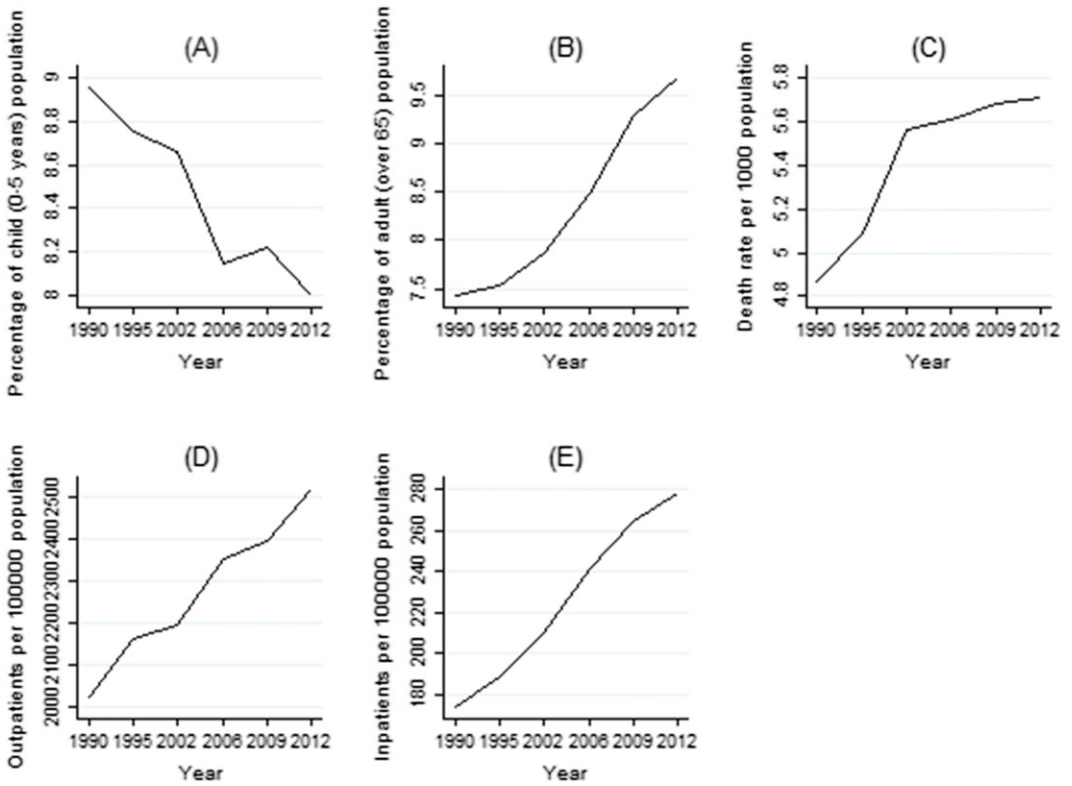 (A)
Percentage of child (0-5 years) population
9
8.8
8.6
8.4
8.2
8
1990 1995 2002 2006 2009 2012
Year
(B)
Percentage of adult (over 65) population
9.5
9
8.5
8
7.5
1990 1995 2002 2006 2009 2012
Year
(C)
Death rate per 1000 population
5.8
5.6
5.4
5.2
5
4.8
1990 1995 2002 2006 2009 2012
Year
(D)
Outpatients per 100000 population
2500
2400
2300
2200
2100
2000
1990 1995 2002 2006 2009 2012
Year
(E)
Inpatients per 100000 population
280
260
240
220
200
180
1990 1995 2002 2006 2009 2012
Year